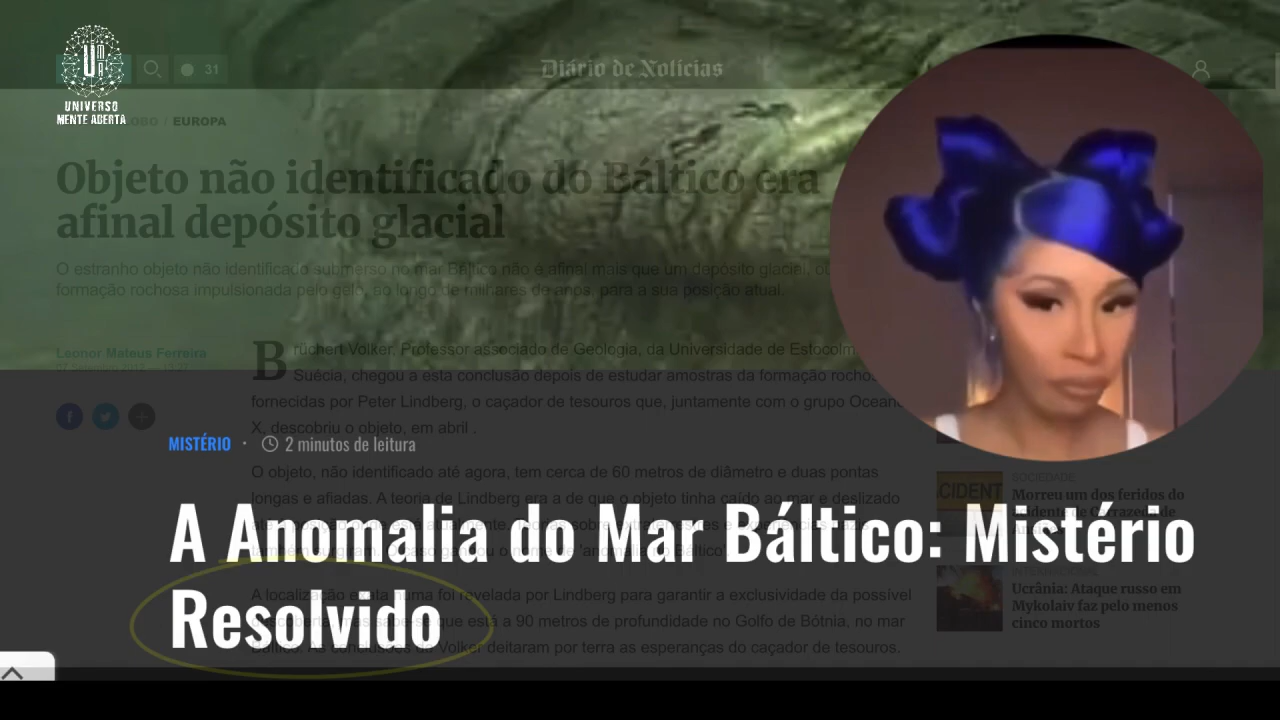 UNIVERSO
MENTE ABERTA
31
Diário de Notícias
EUROPA
Objeto não identificado do Báltico era
afinal depósito glacial
O estranho objeto não identificado submerso no mar Báltico não é afinal mais que um depósito glacial, ou
formação rochosa impulsionada pelo gelo, ao longo de milhares de anos, para a sua posição atual.
Leonor Mateus Ferreira
Brüchert Volker, Professor associado de Geologia, da Universidade de Estocolm
Suécia, chegou a esta conclusão depois de estudar amostras da formação rocho
fornecidas por Peter Lindberg, o caçador de tesouros que, juntamente com o grupo Ocean
X, descobriu o objeto, em abril .
MISTÉRIO · 2 minutos de leitura
O objeto, não identificado até agora, tem cerca de 60 metros de diâmetro e duas pontas
longas e afiadas. A teoria de Lindberg era a de que o objeto tinha caído ao mar e deslizado
A Anomalia do Mar Báltico: Mistério
Resolvido
A localização exata numa foi revelada por Lindberg para garantir a exclusividade da possível
que está a 90 metros de profundidade no Golfo de Bótnia, no mar
Báltico. As conclusões de Volker deitaram por terra as esperanças do caçador de tesouros.
CIDENT
SOCIEDADE
Morreu um dos feridos do
Ucrânia: Ataque russo em
Mykolaiv faz pelo menos
cinco mortos